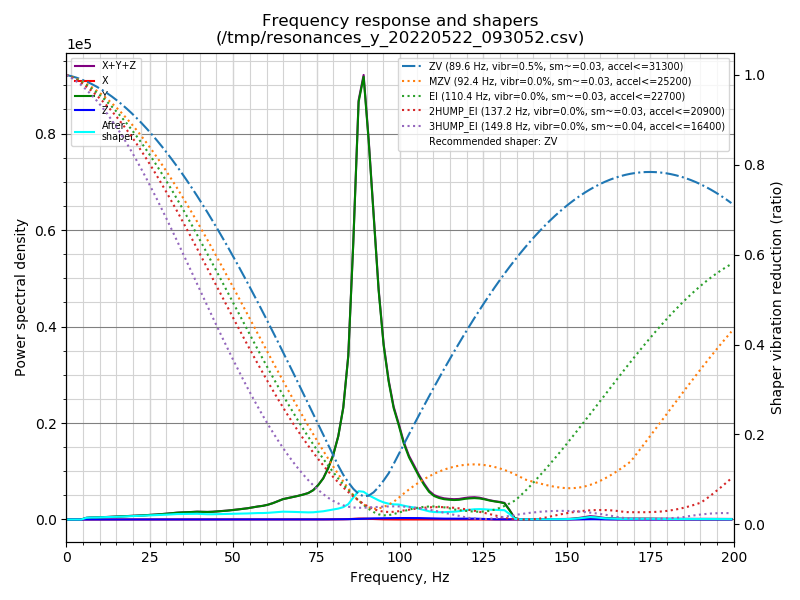 Frequency response and shapers
(/tmp/resonances_y_20220522_093052.csv)
1e5
X+Y+Z
X
Z
After
shaper
ZV (89.6 Hz, vibr=0.5%, sm~=0.03, accel<=31300)
MZV (92.4 Hz, vibr=0.0%, sm~=0.03, accel<=25200)
EI (110.4 Hz, vibr=0.0%, sm~=0.03, accel<=22700)
2HUMP_EI (137.2 Hz, vibr=0.0%, sm~=0.03, accel<=20900)
3HUMP_EI (149.8 Hz, vibr=0.0%, sm~=0.04, accel<=16400)
Recommended shaper: ZV
Power spectral density
0.8
0.6
0.4
0.2
0.0
1.0
0.8
0.6
0.4
0.2
0.0
Shaper vibration reduction (ratio)
0 25 50 75 100 125 150 175 200
Frequency, Hz